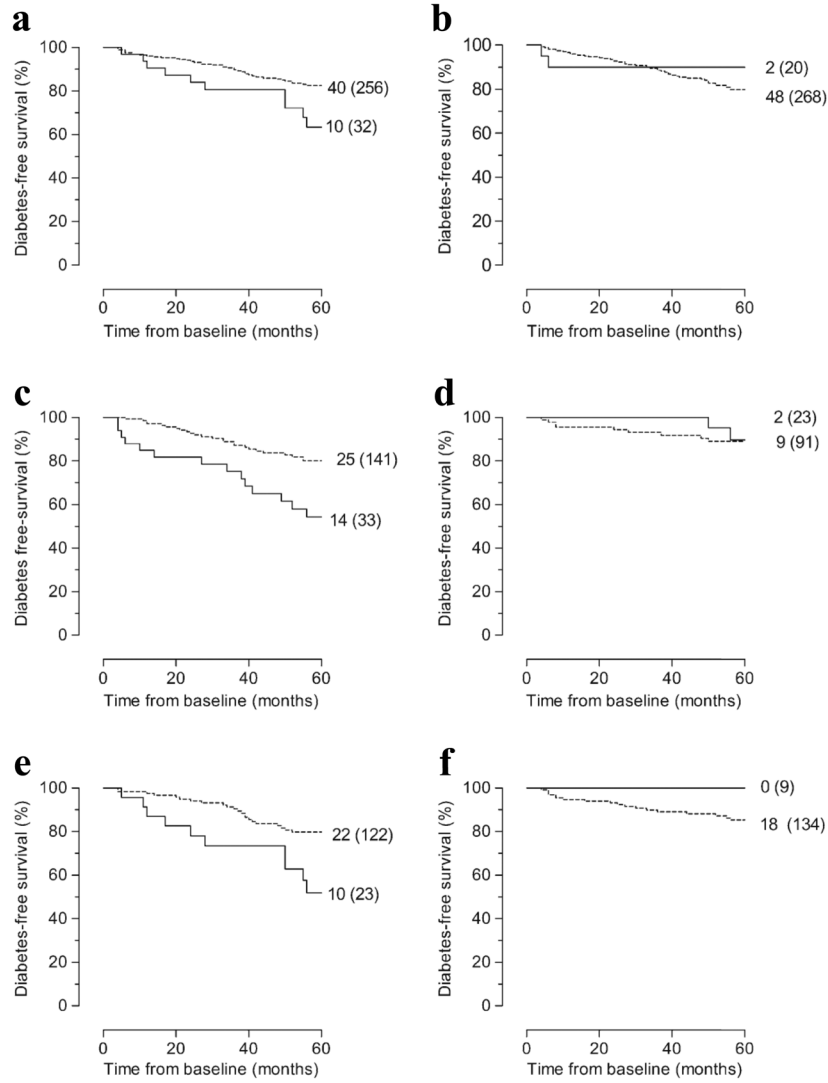 a
Diabetes-free survival (%)
100
80
60
40
20
0
40 (256)
10 (32)
0 20 40 60
Time from baseline (months)
b
Diabetes-free survival (%)
100
80
60
40
20
0
2 (20)
48 (268)
0 20 40 60
Time from baseline (months)
c
Diabetes free-survival (%)
100
80
60
40
20
0
25 (141)
14 (33)
0 20 40 60
Time from baseline (months)
d
Diabetes-free survival (%)
100
80
60
40
20
0
2 (23)
9 (91)
0 20 40 60
Time from baseline (months)
e
Diabetes-free survival (%)
100
80
60
40
20
0
22 (122)
10 (23)
0 20 40 60
Time from baseline (months)
f
Diabetes-free survival (%)
100
80
60
40
20
0
0 (9)
18 (134)
0 20 40 60
Time from baseline (months)